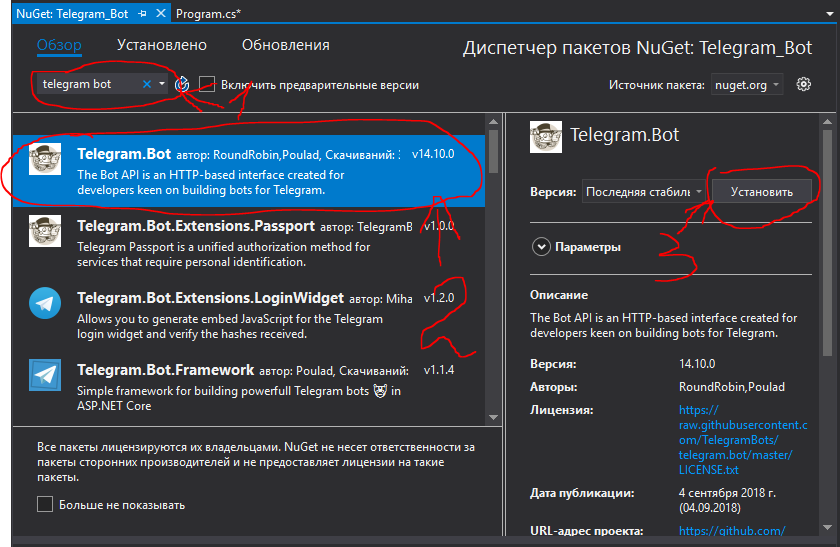 NuGet: Telegram_Bot
Program.cs*
Обзор
Установлено
Обновления
Диспетчер пакетов NuGet: Telegram_Bot
telegram bot
Включить предварительные версии
Источник пакета: nuget.org
1
Telegram.Bot автор: RoundRobin,Poulad, Скачиваний: v14.10.0
The Bot API is an HTTP-based interface created for
developers keen on building bots for Telegram.
Telegram.Bot.Extensions.Passport автор: TelegramB v1.0.0
Telegram Passport is a unified authorization method for
services that require personal identification.
Telegram.Bot.Extensions.LoginWidget автор: Miha v1.2.0
Allows you to generate embed JavaScript for the Telegram
login widget and verify the hashes received.
2
Telegram.Bot.Framework автор: Poulad, Скачиваний: v1.1.4
Simple framework for building powerfull Telegram bots 😈 in
ASP.NET Core
Все пакеты лицензируются их владельцами. NuGet не несет ответственности за
пакеты сторонних производителей и не предоставляет лицензии на такие
пакеты.
Больше не показывать
Telegram.Bot
Версия: Последняя стабиль Установить
3
Параметры
Описание
The Bot API is an HTTP-based interface created for
developers keen on building bots for Telegram.
Версия: 14.10.0
Авторы: RoundRobin,Poulad
Лицензия: https://
raw.githubusercontent.c
om/TelegramBots/
telegram.bot/master/
LICENSE.txt
Дата публикации: 4 сентября 2018 г.
(04.09.2018)
URL-адрес проекта: https://github.com/